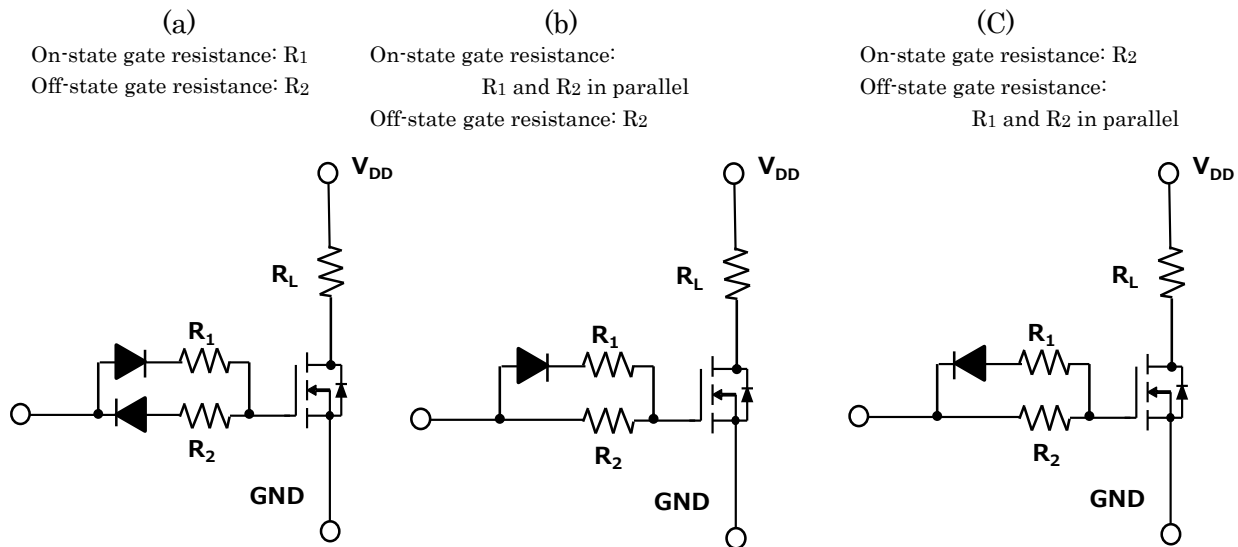 (a)
On-state gate resistance: R1
Off-state gate resistance: R2
VDD
RL
R1
R2
GND
(b)
On-state gate resistance:
R1 and R2 in parallel
Off-state gate resistance: R2
VDD
RL
R1
R2
GND
(C)
On-state gate resistance: R2
Off-state gate resistance:
R1 and R2 in parallel
VDD
RL
R1
R2
GND